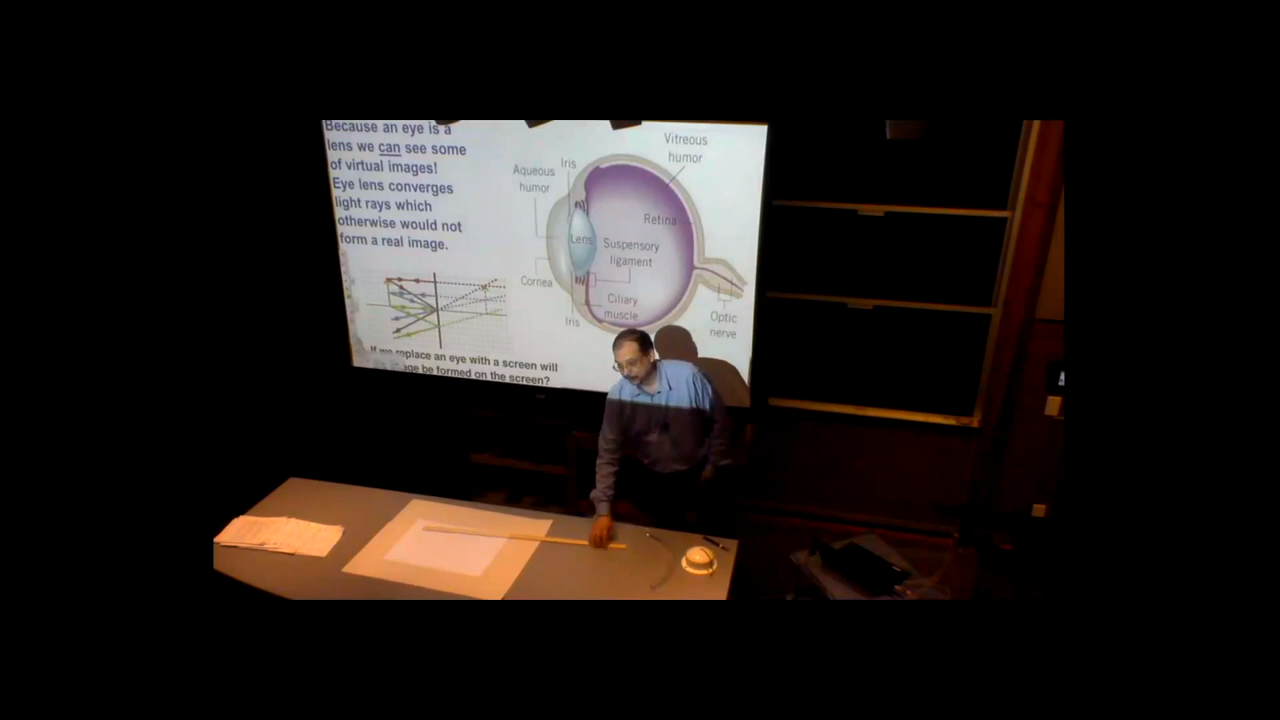 Because an eye is a
lens we can see some
of virtual images!
Eye lens converges
light rays which
otherwise would not
form a real image.
Vitreous
humor
Iris
Aqueous
humor
Retina
Lens
Suspensory
ligament
Cornea
Ciliary
muscle
Iris
Optic
nerve
If we replace an eye with a screen will
be formed on the screen?